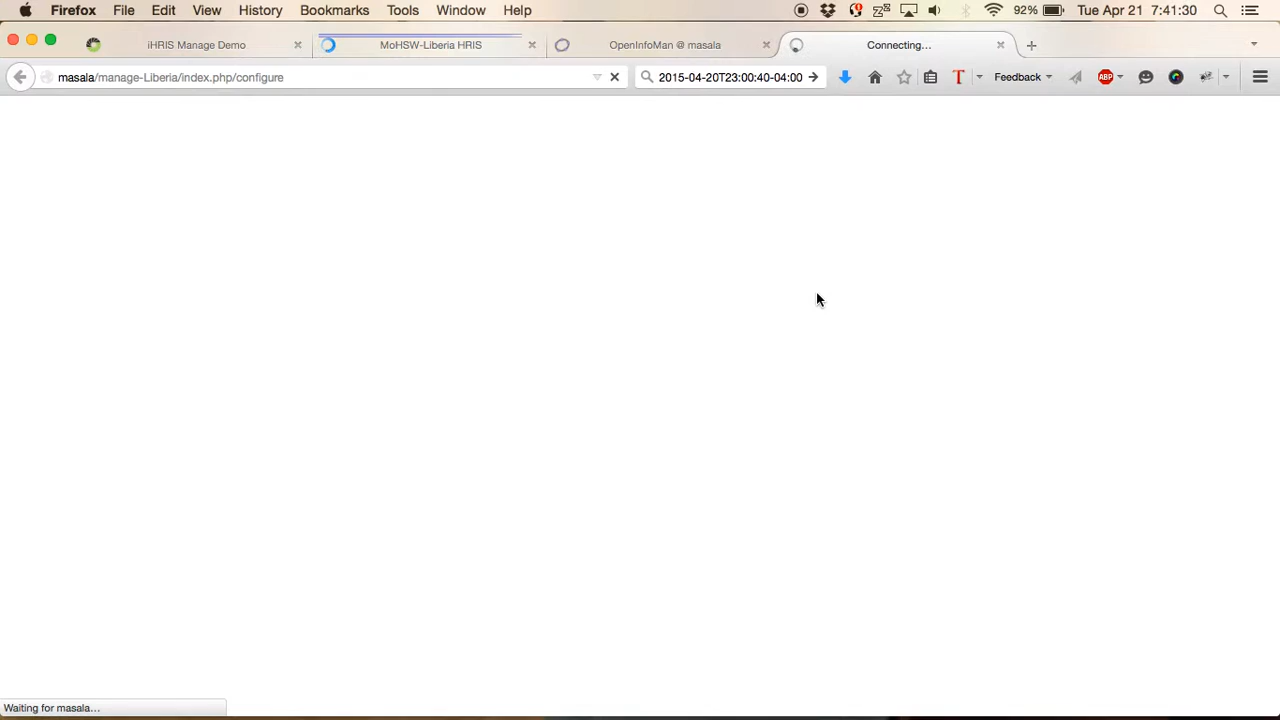 Firefox File Edit View History Bookmarks Tools Window Help 92% Tue Apr 21 7:41:30
iHRIS Manage Demo MoHSW-Liberia HRIS OpenInfoMan @ masala Connecting...
masala/manage-Liberia/index.php/configure 2015-04-20T23:00:40-04:00 T Feedback ABP
Waiting for masala...